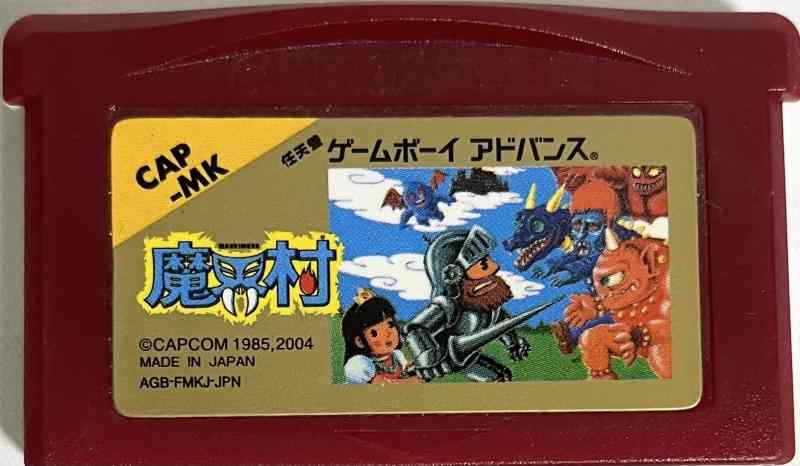 CAP
-MK
任天堂 ゲームボーイ アドバンス®
MAKAIMURA
魔界村
©CAPCOM 1985,2004
MADE IN JAPAN
AGB-FMKJ-JPN